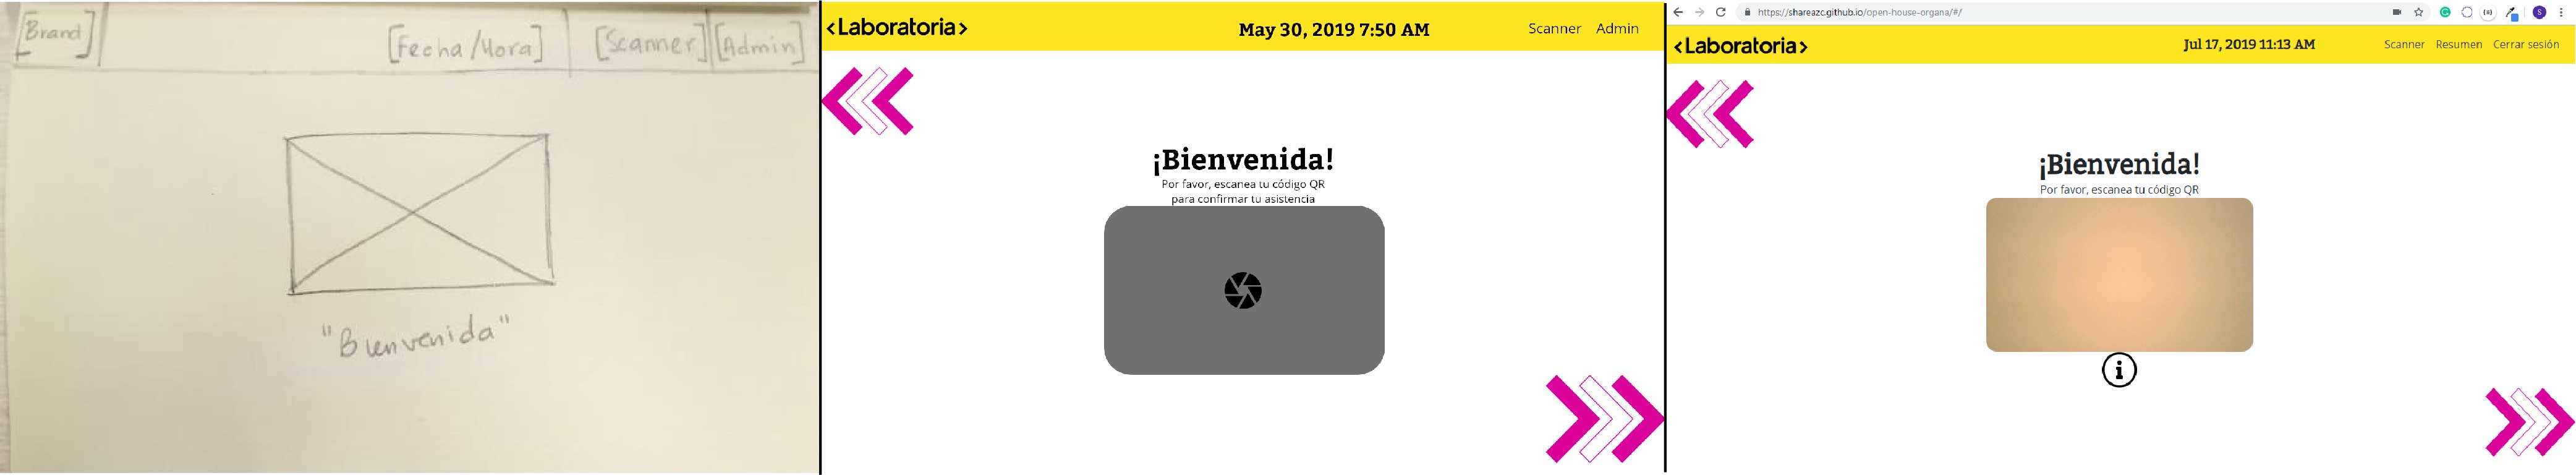 [Brand]
[Fecha/Hora]
[Scanner] [Admin]
"Bienvenida"
<Laboratoria>
May 30, 2019 7:50 AM
Scanner Admin
¡Bienvenida!
Por favor, escanea tu código QR
para confirmar tu asistencia
https://shareazc.github.io/open-house-organa/#/
S
<Laboratoria>
Jul 17, 2019 11:13 AM
Scanner Resumen Cerrar sesión
¡Bienvenida!
Por favor, escanea tu código QR
i